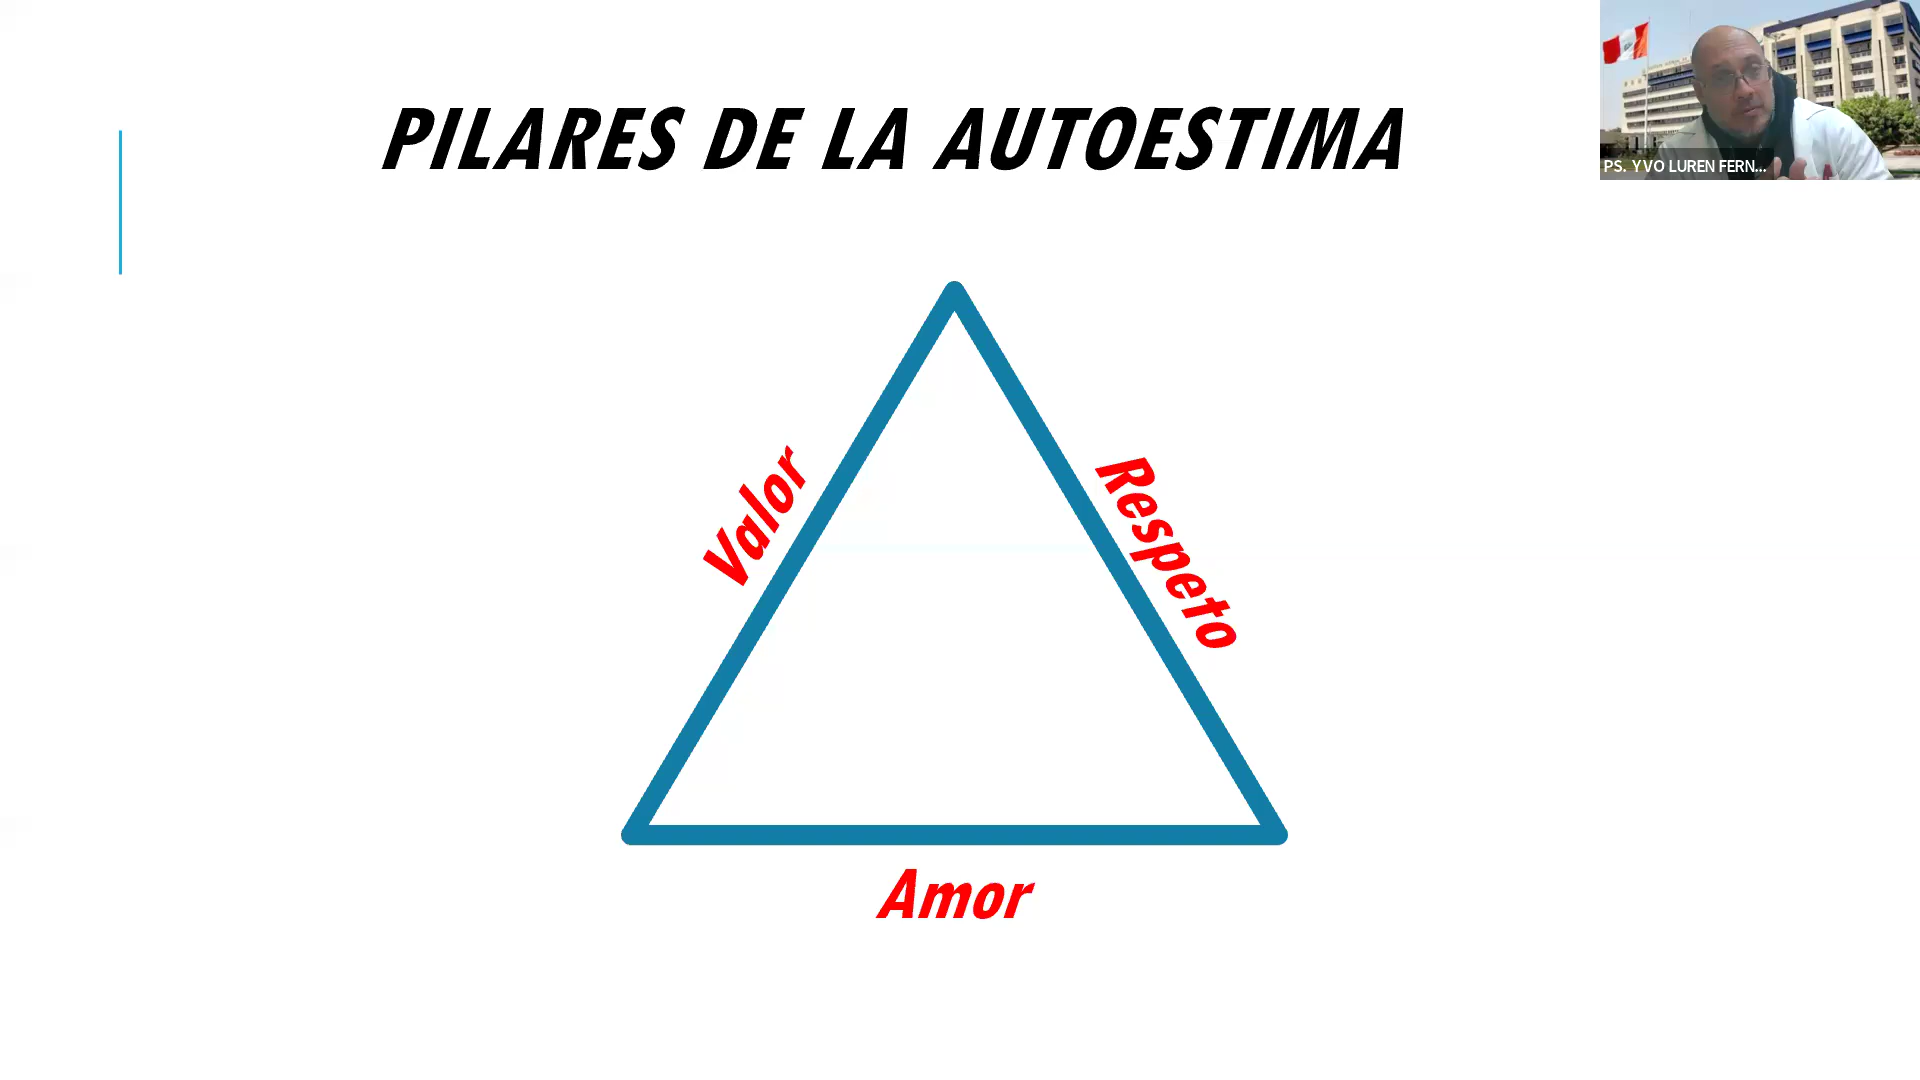 PILARES DE LA AUTOESTIMA
PS. YVO LUREN FERN...
Valor
Respeto
Amor